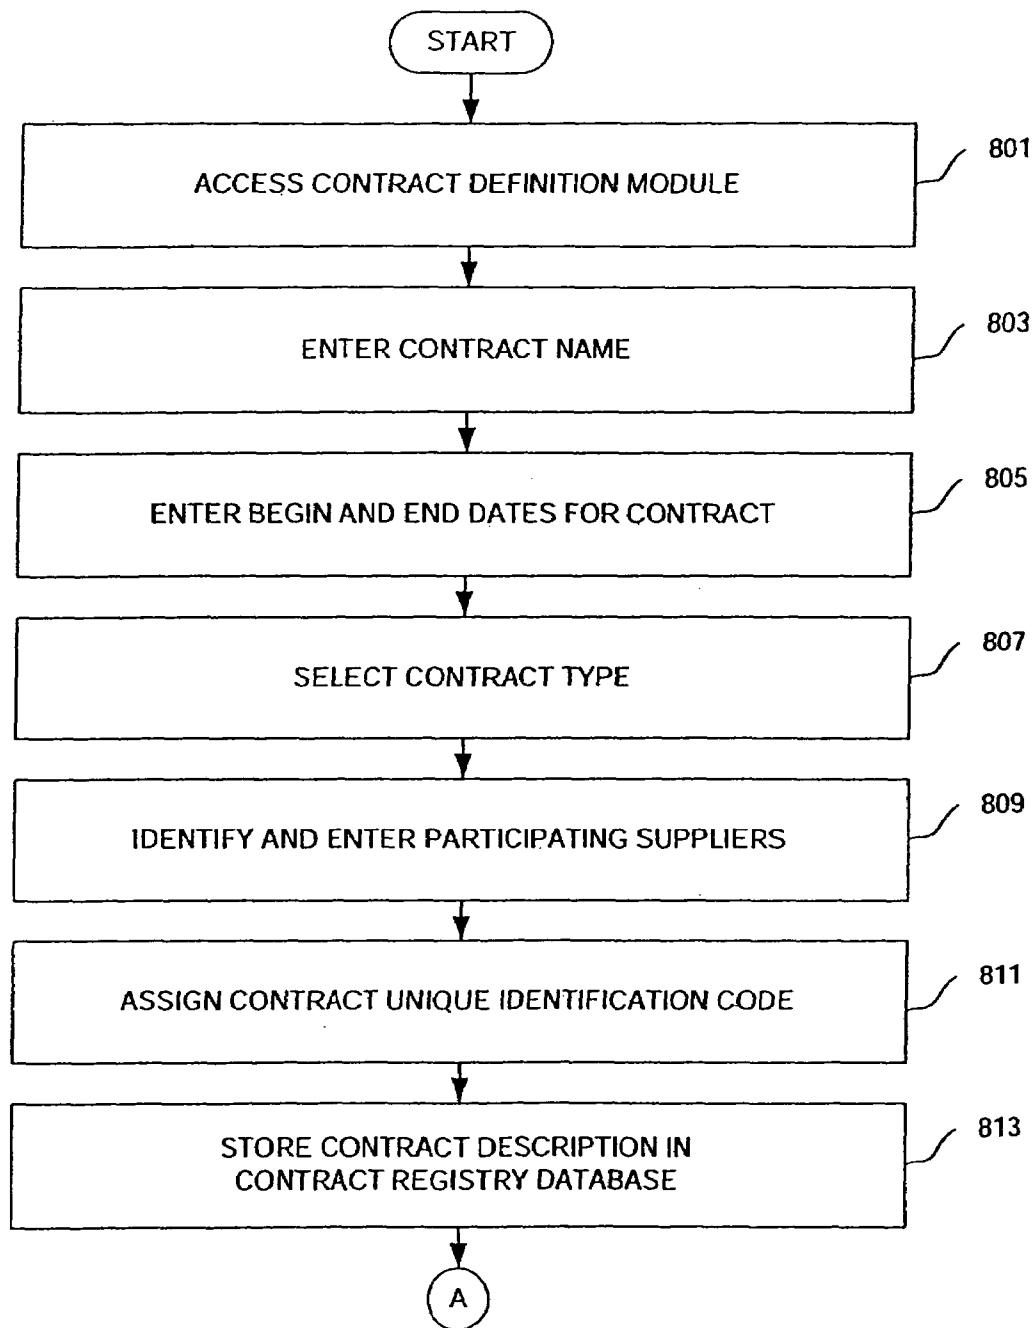 START
ACCESS CONTRACT DEFINITION MODULE
801
ENTER CONTRACT NAME
803
ENTER BEGIN AND END DATES FOR CONTRACT
805
SELECT CONTRACT TYPE
807
IDENTIFY AND ENTER PARTICIPATING SUPPLIERS
809
ASSIGN CONTRACT UNIQUE IDENTIFICATION CODE
811
STORE CONTRACT DESCRIPTION IN
CONTRACT REGISTRY DATABASE
813
A